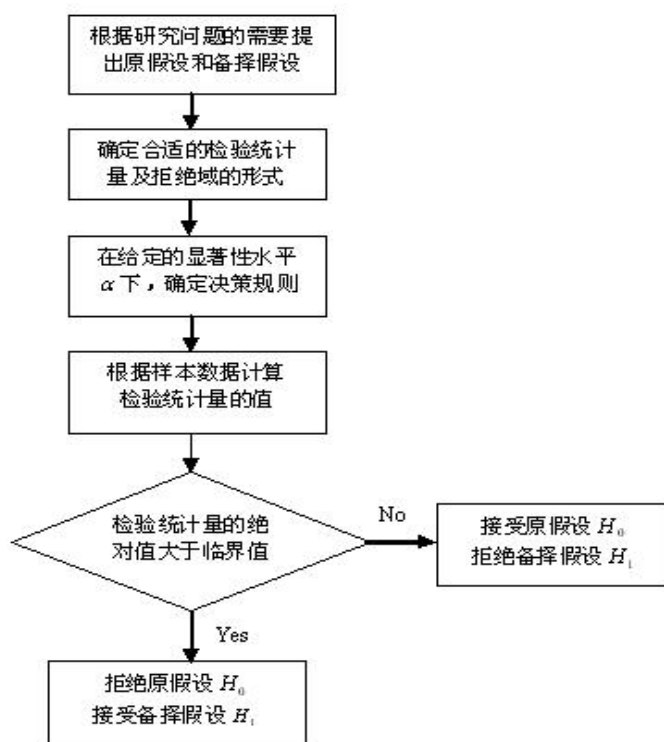 根据研究问题的需要提
出原假设和备择假设
确定合适的检验统计
量及拒绝域的形式
在给定的显著性水平
α下，确定决策规则
根据样本数据计算
检验统计量的值
检验统计量的绝
对值大于临界值
No
接受原假设 H₀
拒绝备择假设 H₁
Yes
拒绝原假设 H₀
接受备择假设 H₁